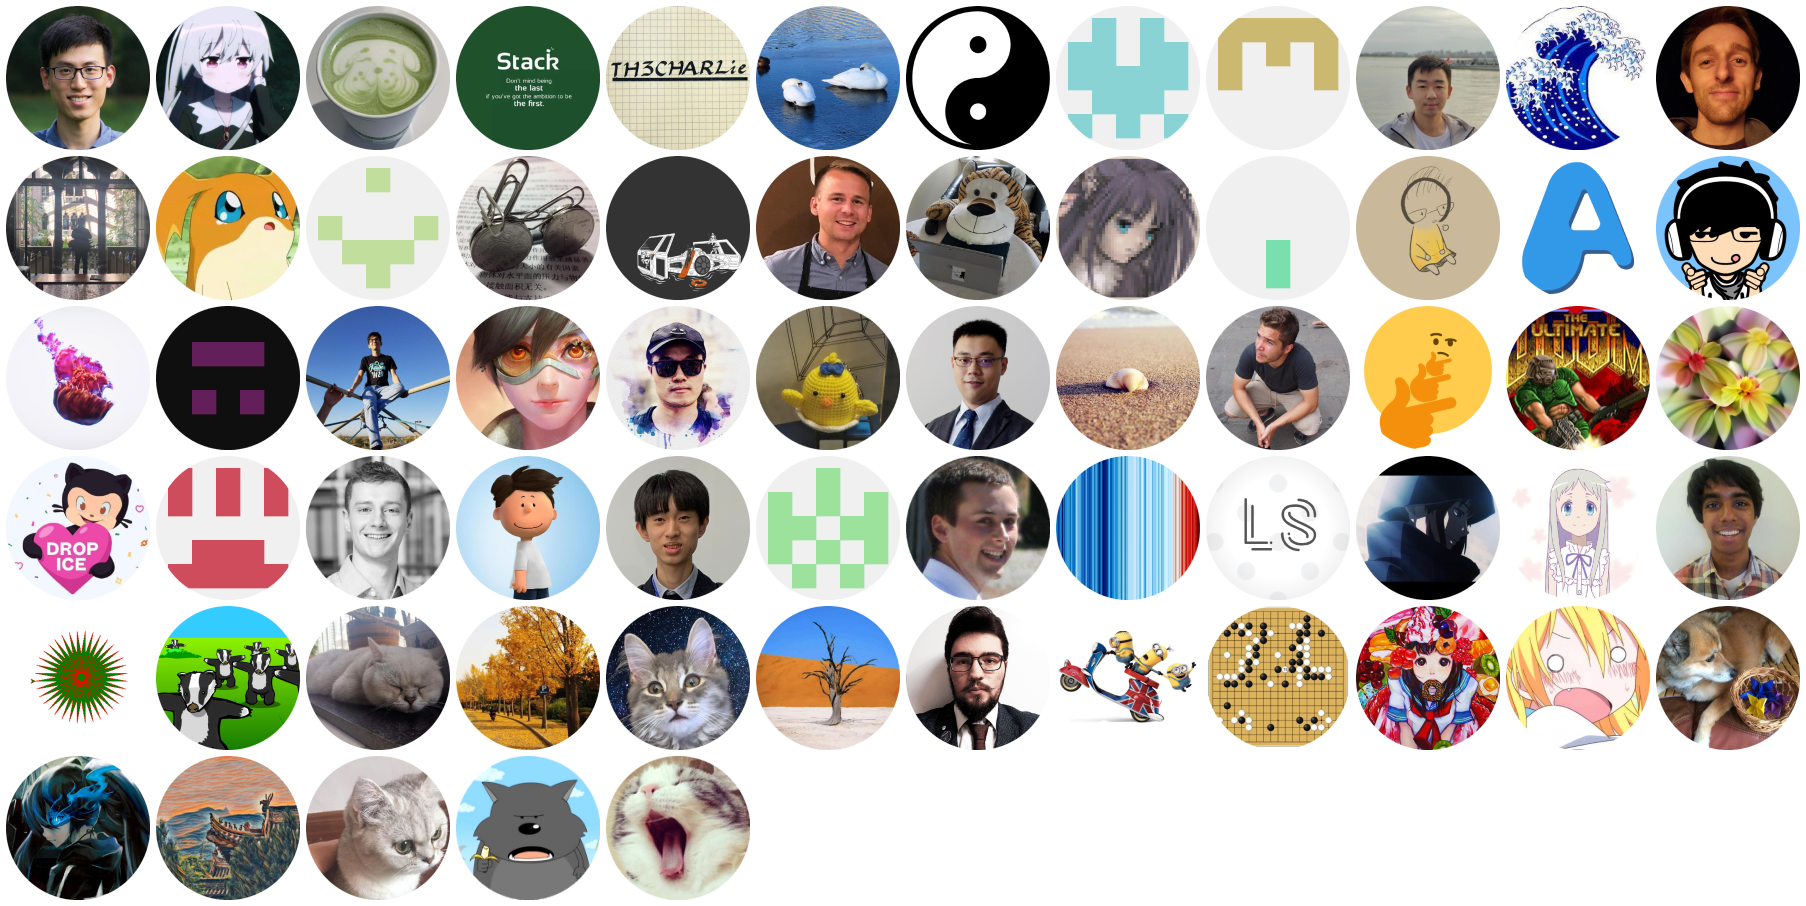 Stack
Don't mind being
the last
if you've got the ambition to be
the first.
TH3CHARLie
THE
ULTIMATE
DOOM
DROP
ICE
LS